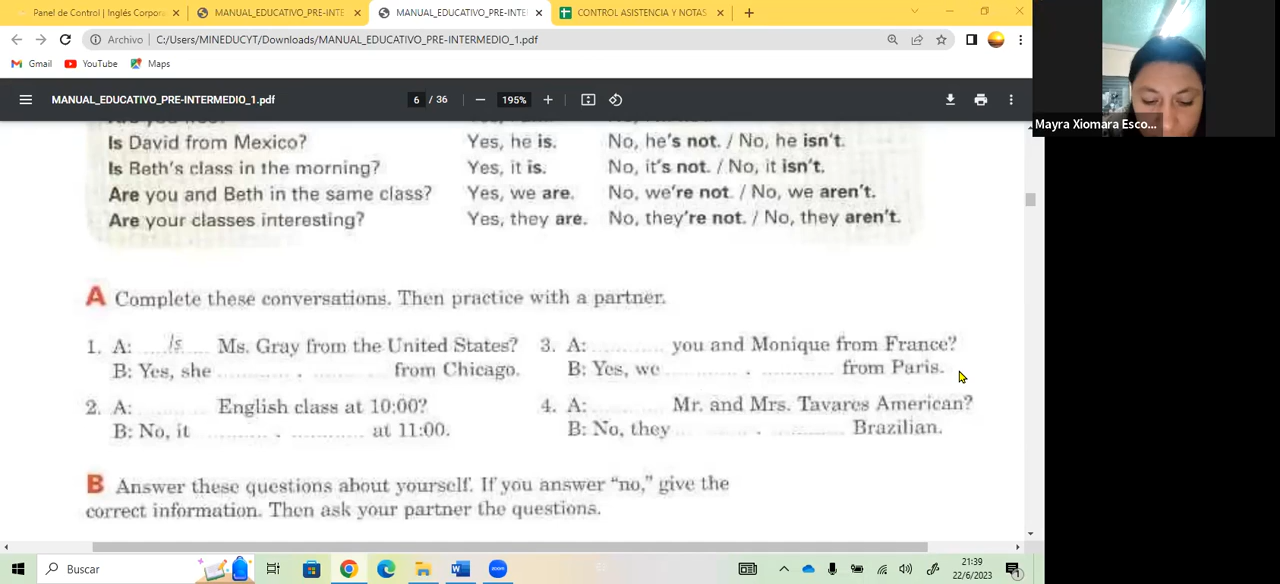 Panel de Control | Inglés Corpora
MANUAL_EDUCATIVO_PRE-INTE
MANUAL_EDUCATIVO_PRE-INTE
CONTROL ASISTENCIA Y NOTAS
Archivo | C:/Users/MINEDUCYT/Downloads/MANUAL_EDUCATIVO_PRE-INTERMEDIO_1.pdf
Gmail YouTube Maps
MANUAL_EDUCATIVO_PRE-INTERMEDIO_1.pdf 6 / 36 195%
Mayra Xiomara Esco...
Is David from Mexico? Yes, he is. No, he's not. / No, he isn't.
Is Beth's class in the morning? Yes, it is. No, it's not. / No, it isn't.
Are you and Beth in the same class? Yes, we are. No, we're not. / No, we aren't.
Are your classes interesting? Yes, they are. No, they're not. / No, they aren't.
A Complete these conversations. Then practice with a partner.
1. A: Is Ms. Gray from the United States?
B: Yes, she ........ . ........ from Chicago.
2. A: ........ English class at 10:00?
B: No, it ........ . ........ at 11:00.
3. A: ........ you and Monique from France?
B: Yes, we ........ . ........ from Paris.
4. A: ........ Mr. and Mrs. Tavares American?
B: No, they ........ . ........ Brazilian.
B Answer these questions about yourself. If you answer “no,” give the
correct information. Then ask your partner the questions.
Buscar
21:39
22/6/2023